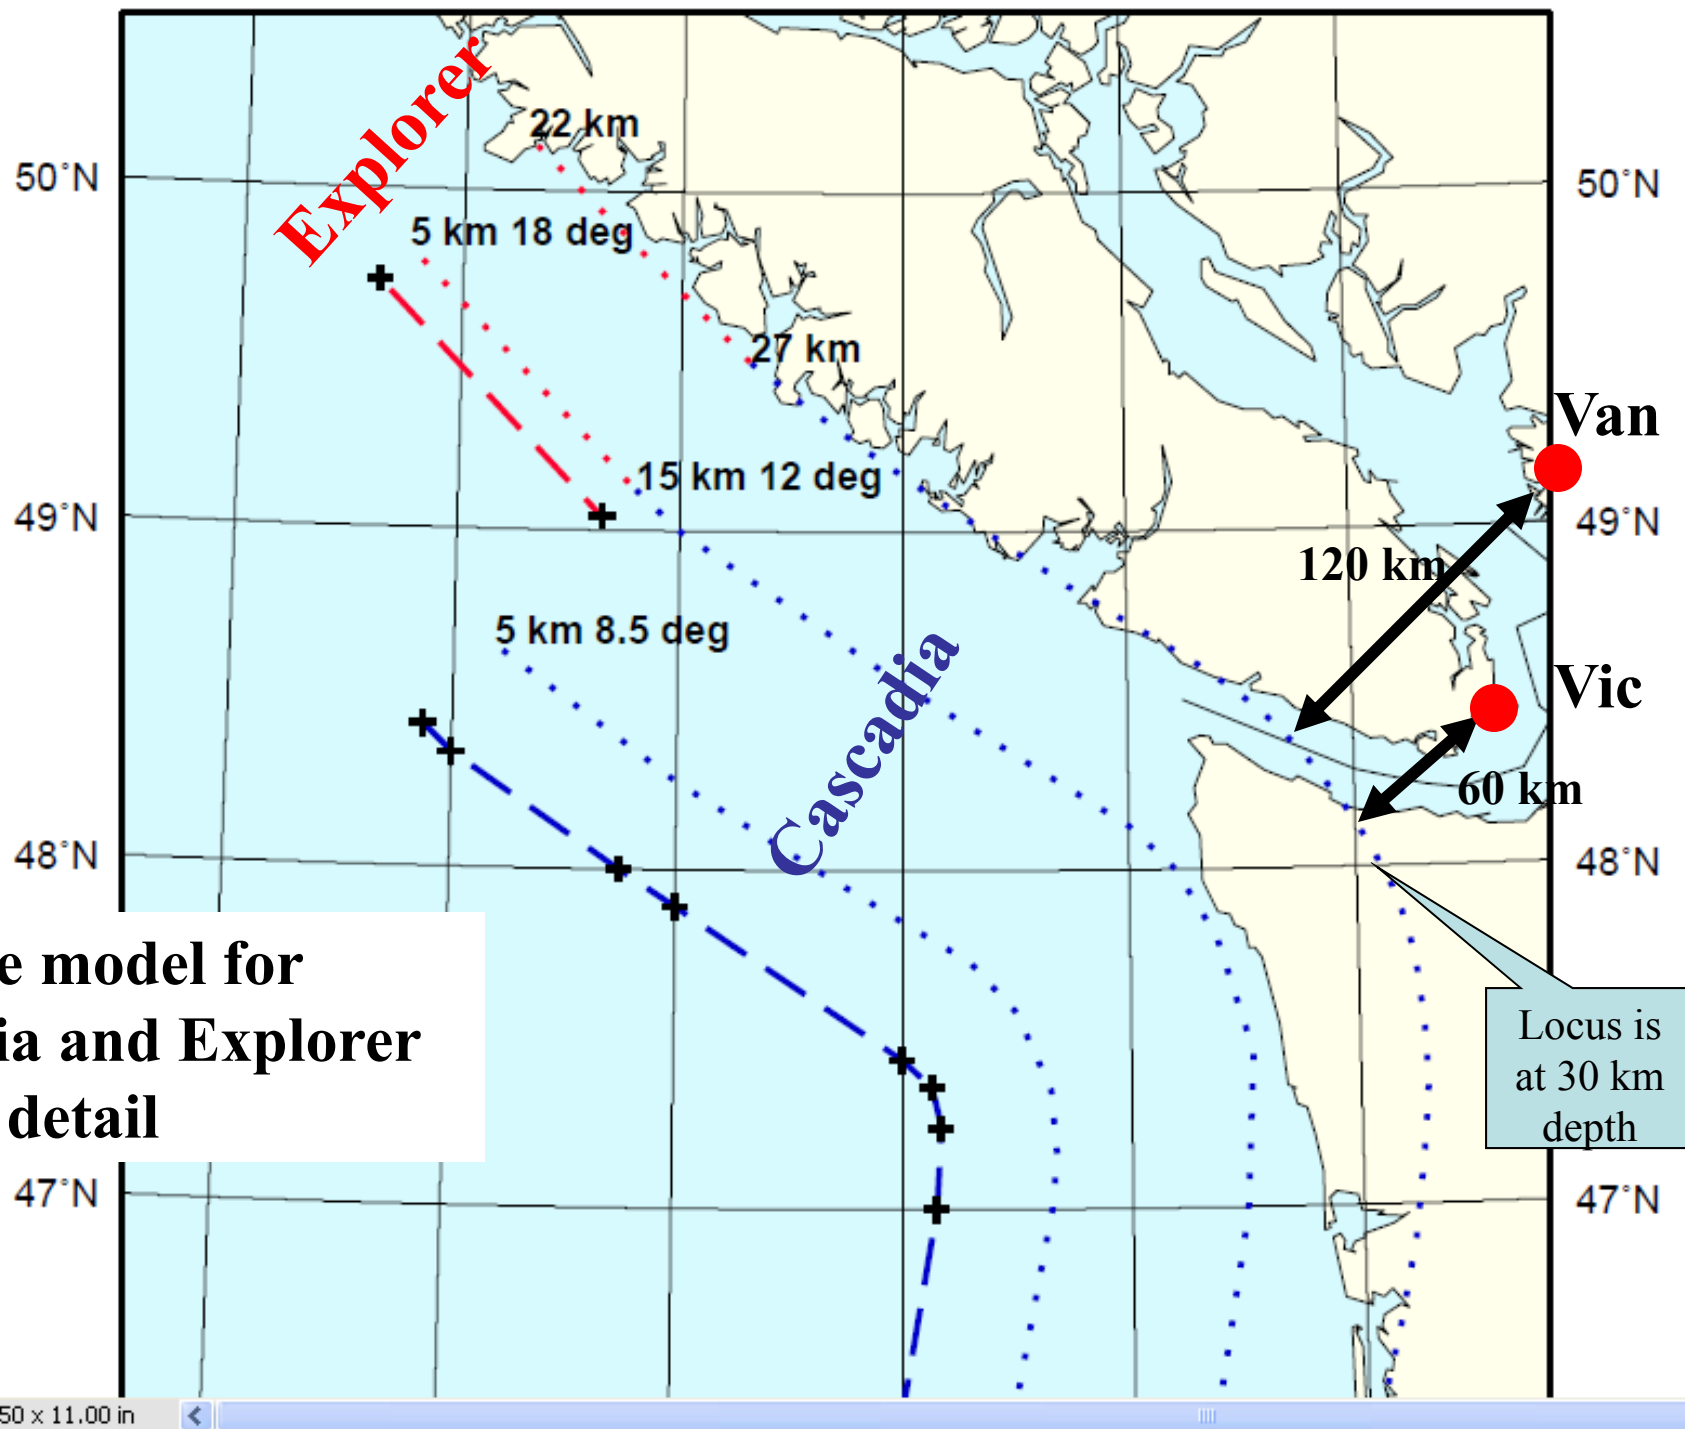 Explorer
22 km
50°N
50°N
5 km 18 deg
27 km
Van
15 km 12 deg
49°N
49°N
120 km
5 km 8.5 deg
Cascadia
Vic
60 km
48°N
48°N
e model for
ia and Explorer
detail
Locus is
at 30 km
depth
47°N
47°N
50 x 11.00 in